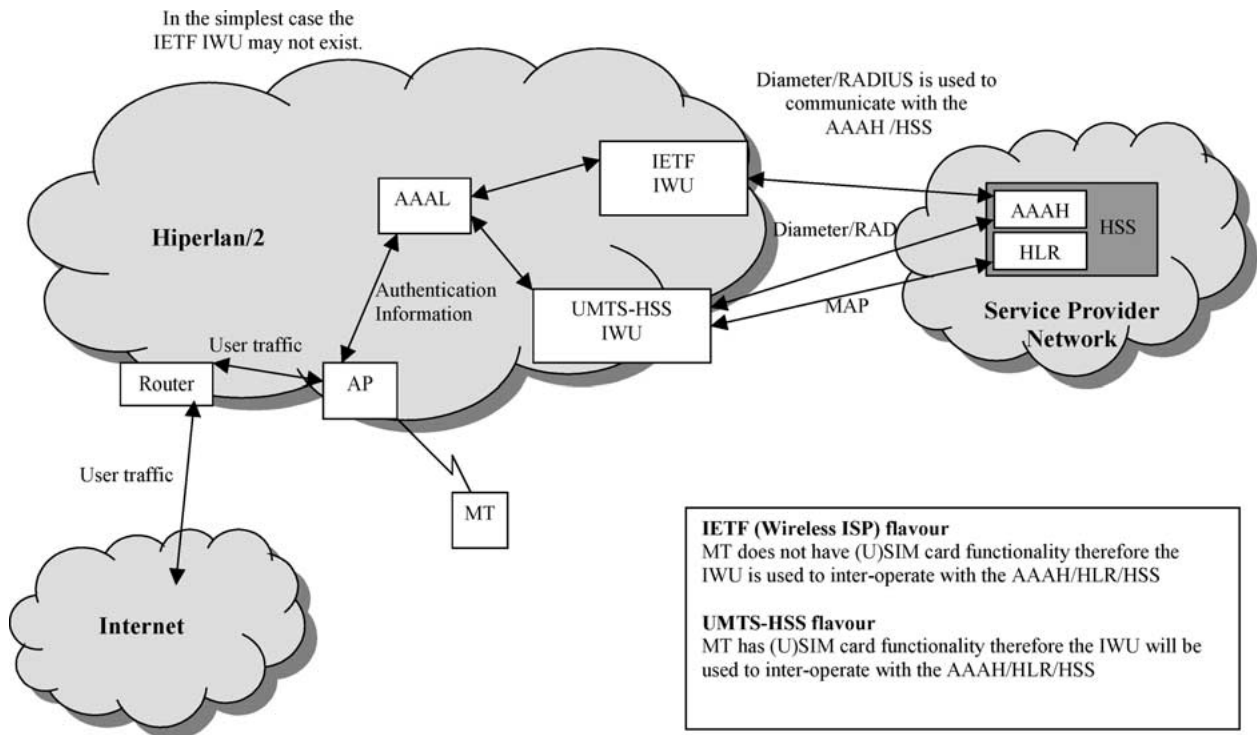 In the simplest case the
IETF IWU may not exist.
Diameter/RADIUS is used to
communicate with the
AAAH /HSS
IETF
IWU
AAAL
AAAH
HSS
HLR
Hiperlan/2
Diameter/RAD
Authentication
Information
UMTS-HSS
IWU
MAP
Service Provider
Network
User traffic
Router
AP
User traffic
MT
Internet
IETF (Wireless ISP) flavour
MT does not have (U)SIM card functionality therefore the
IWU is used to inter-operate with the AAAH/HLR/HSS
UMTS-HSS flavour
MT has (U)SIM card functionality therefore the IWU will be
used to inter-operate with the AAAH/HLR/HSS